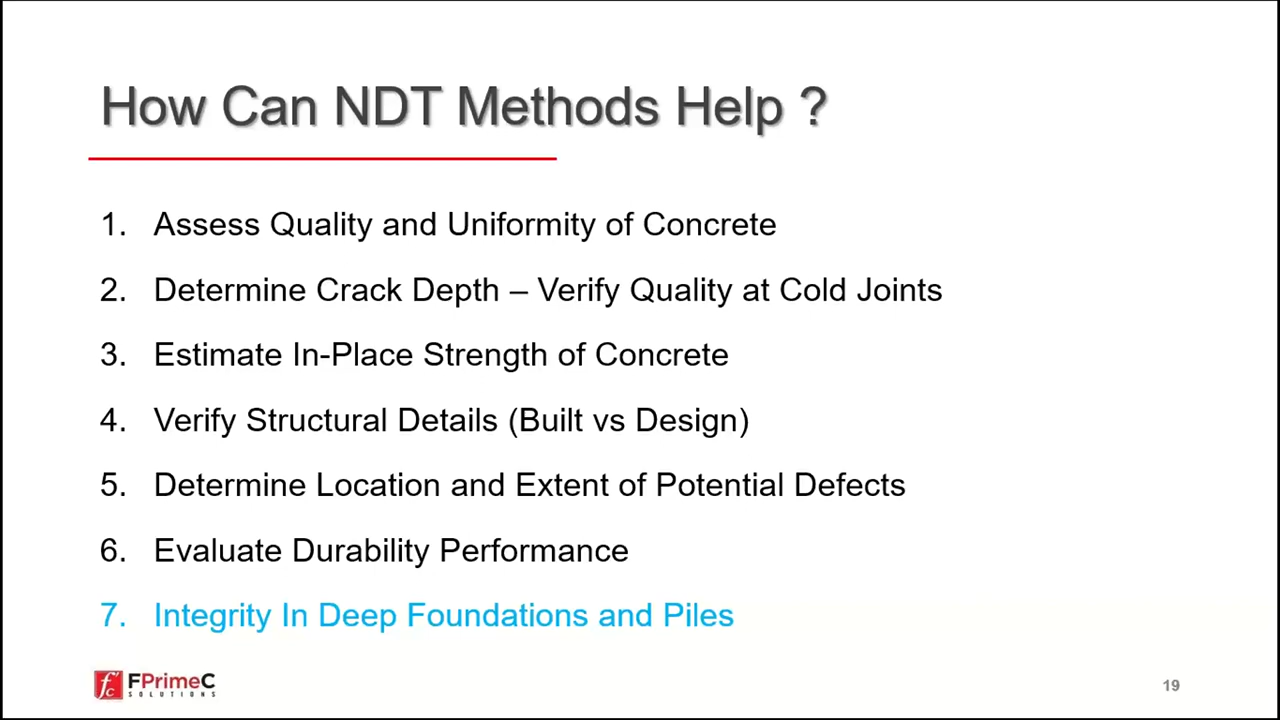 How Can NDT Methods Help ?
1. Assess Quality and Uniformity of Concrete
2. Determine Crack Depth – Verify Quality at Cold Joints
3. Estimate In-Place Strength of Concrete
4. Verify Structural Details (Built vs Design)
5. Determine Location and Extent of Potential Defects
6. Evaluate Durability Performance
7. Integrity In Deep Foundations and Piles
f'c FPrimeC
SOLUTIONS
19